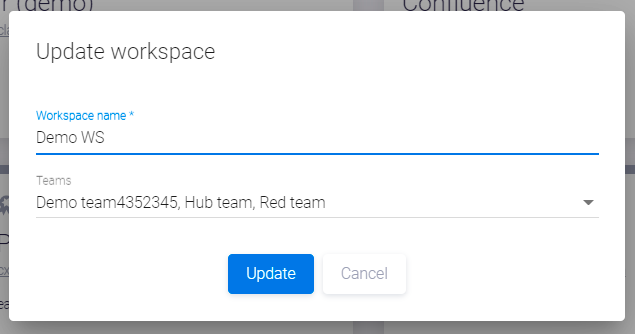 (demo)
Confluence
Update workspace
Workspace name *
Demo WS
Teams
Demo team4352345, Hub team, Red team
Update
Cancel